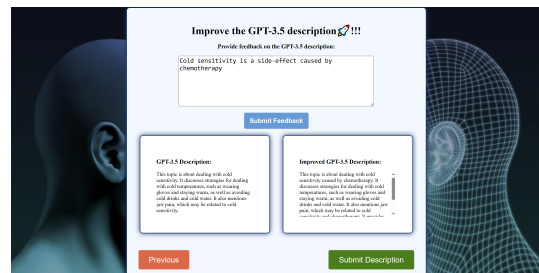 Improve the GPT-3.5 description🚀!!!
Provide feedback on the GPT-3.5 description:
Cold sensitivity is a side-effect caused by
chemotherapy
Submit Feedback
GPT-3.5 Description:
This topic is about dealing with cold
sensitivity. It discusses strategies for dealing
with cold temperatures, such as wearing
gloves and staying warm, as well as avoiding
cold drinks and cold water. It also mentions
jaw pain, which may be related to cold
sensitivity.
Improved GPT-3.5 Description:
This topic is about dealing with cold
sensitivity caused by chemotherapy. It
discusses strategies for dealing with cold
temperatures, such as wearing gloves and
staying warm, as well as avoiding cold
drinks and cold water. It also mentions jaw
pain, which may be related to cold
Previous
Submit Description